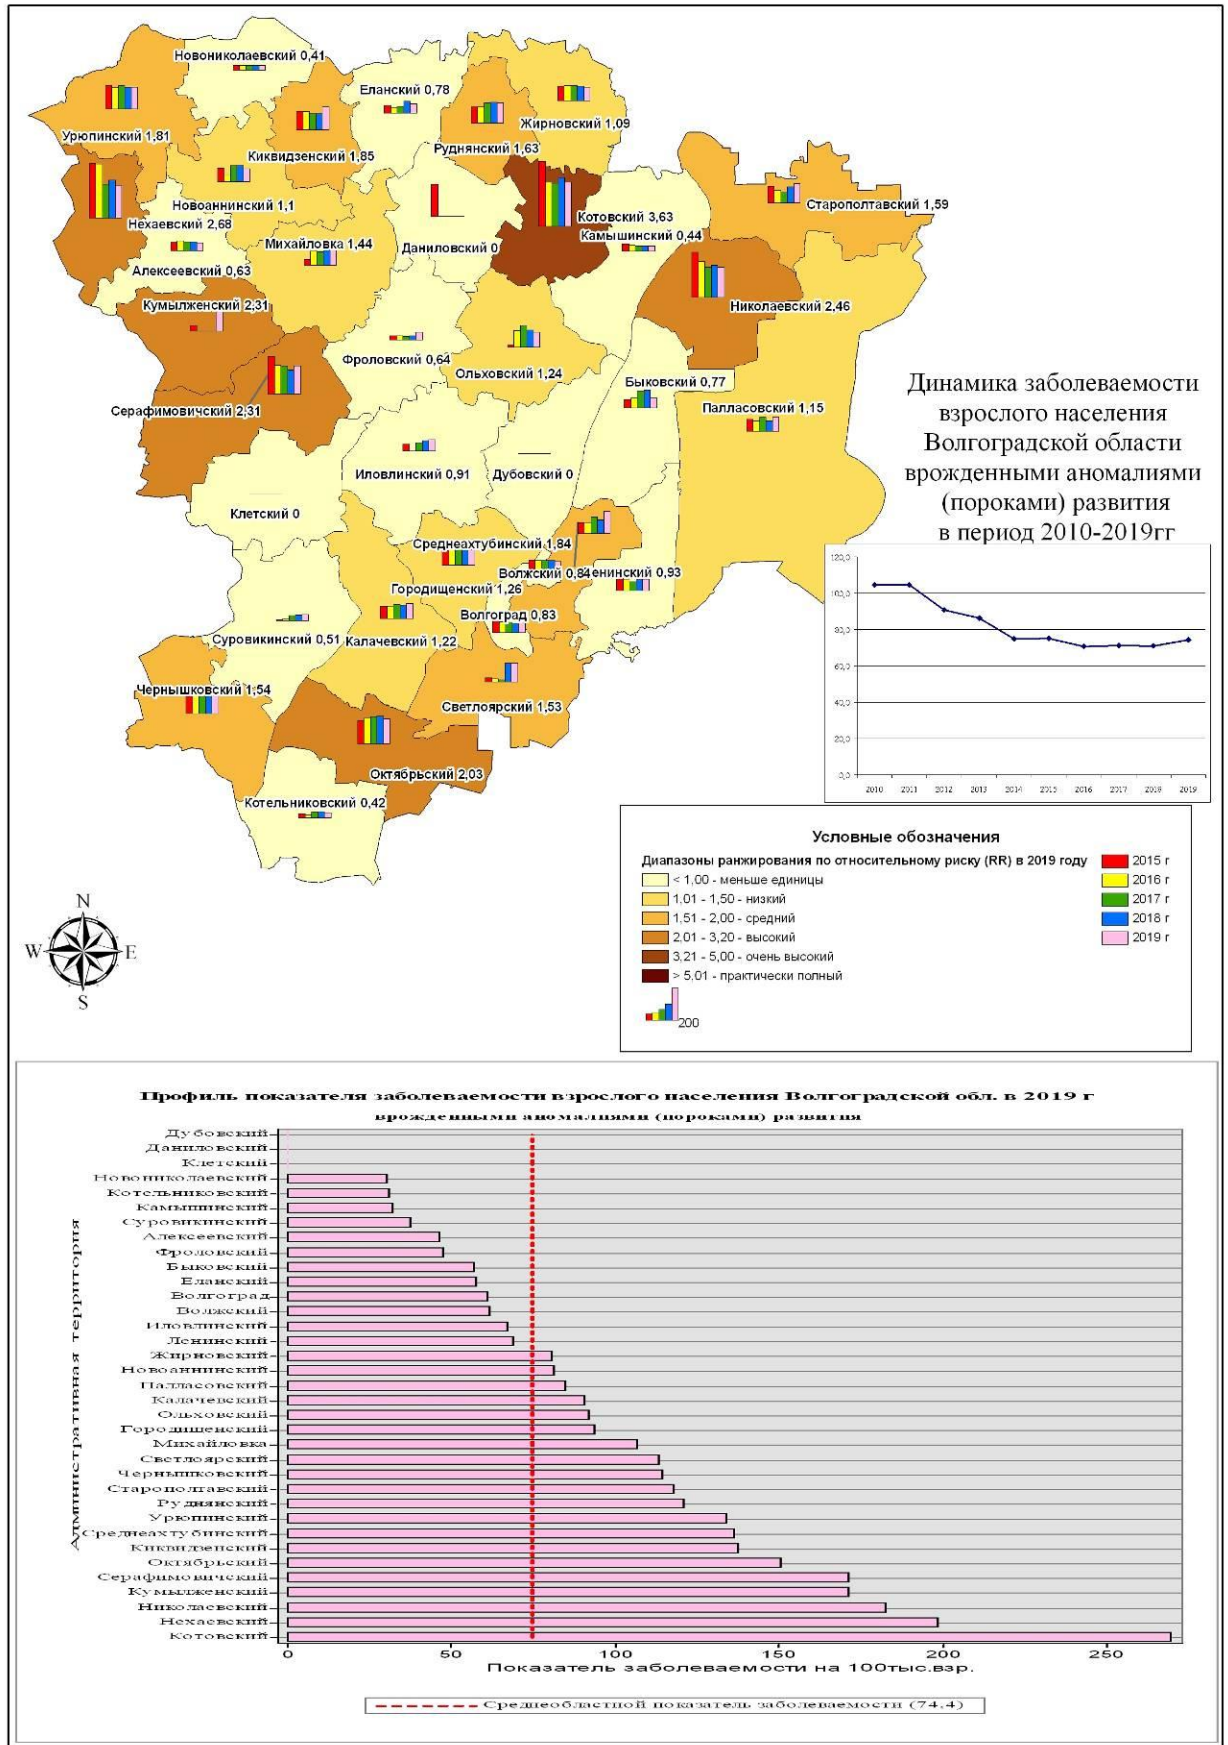 Новониколаевский 0,41
Еланский 0,78
Урюпинский 1,81
Киквидзенский 1,85
Руднянский 1,63
Жирновский 1,09
Новоаннинский 1,1
Нехаевский 2,68
Михайловка 1,44
Даниловский 0
Котовский 3,63
Камышинский 0,44
Старополтавский 1,59
Алексеевский 0,63
Кумылженский 2,31
Николаевский 2,46
Фроловский 0,64
Ольховский 1,24
Быковский 0,77
Серафимовичский 2,31
Палласовский 1,15
Иловлинский 0,91
Дубовский 0
Клетский 0
Среднеахтубинский 1,84
Волжский 0,84
енинский 0,93
Городищенский 1,26
Волгоград 0,83
Суровикинский 0,51
Калачевский 1,22
Чернышковский 1,54
Светлоярский 1,53
Октябрьский 2,03
Котельниковский 0,42
Динамика заболеваемости
взрослого населения
Волгоградской области
врожденными аномалиями
(пороками) развития
в период 2010-2019гг
120,0
100,0
80,0
60,0
40,0
20,0
0,0
2010 2011 2012 2013 2014 2015 2016 2017 2018 2019
Условные обозначения
Диапазоны ранжирования по относительному риску (RR) в 2019 году
< 1,00 - меньше единицы
1,01 - 1,50 - низкий
1,51 - 2,00 - средний
2,01 - 3,20 - высокий
3,21 - 5,00 - очень высокий
> 5,01 - практически полный
200
2015 г
2016 г
2017 г
2018 г
2019 г
N
W E
S
Профиль показателя заболеваемости взрослого населения Волгоградской обл. в 2019 г
врожденными аномалиями (пороками) развития
Административная территория
Дубовский
Даниловский
Клетский
Новониколаевский
Котельниковский
Камышинский
Суровикинский
Алексеевский
Фроловский
Быковский
Еланский
Волгоград
Волжский
Иловлинский
Ленинский
Жирновский
Новоаннинский
Палласовский
Калачевский
Ольховский
Городищенский
Михайловка
Светлоярский
Чернышковский
Старополтавский
Руднянский
Урюпинский
Среднеахтубинский
Киквидзенский
Октябрьский
Серафимовичский
Кумылженский
Николаевский
Нехаевский
Котовский
0 50 100 150 200 250
Показатель заболеваемости на 100тыс.взр.
Среднеобластной показатель заболеваемости (74.4)